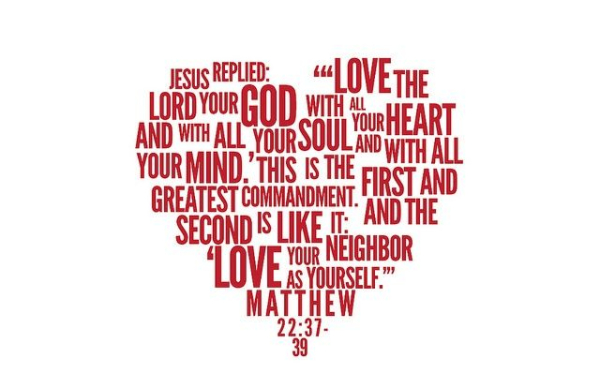 JESUS REPLIED: "'"LOVE THE
LORD YOUR GOD WITH ALL YOUR HEART
AND WITH ALL YOUR SOUL AND WITH ALL
YOUR MIND.' THIS IS THE FIRST AND
GREATEST COMMANDMENT. AND THE
SECOND IS LIKE IT:
'LOVE YOUR NEIGHBOR
AS YOURSELF.'"
MATTHEW
22:37-
39